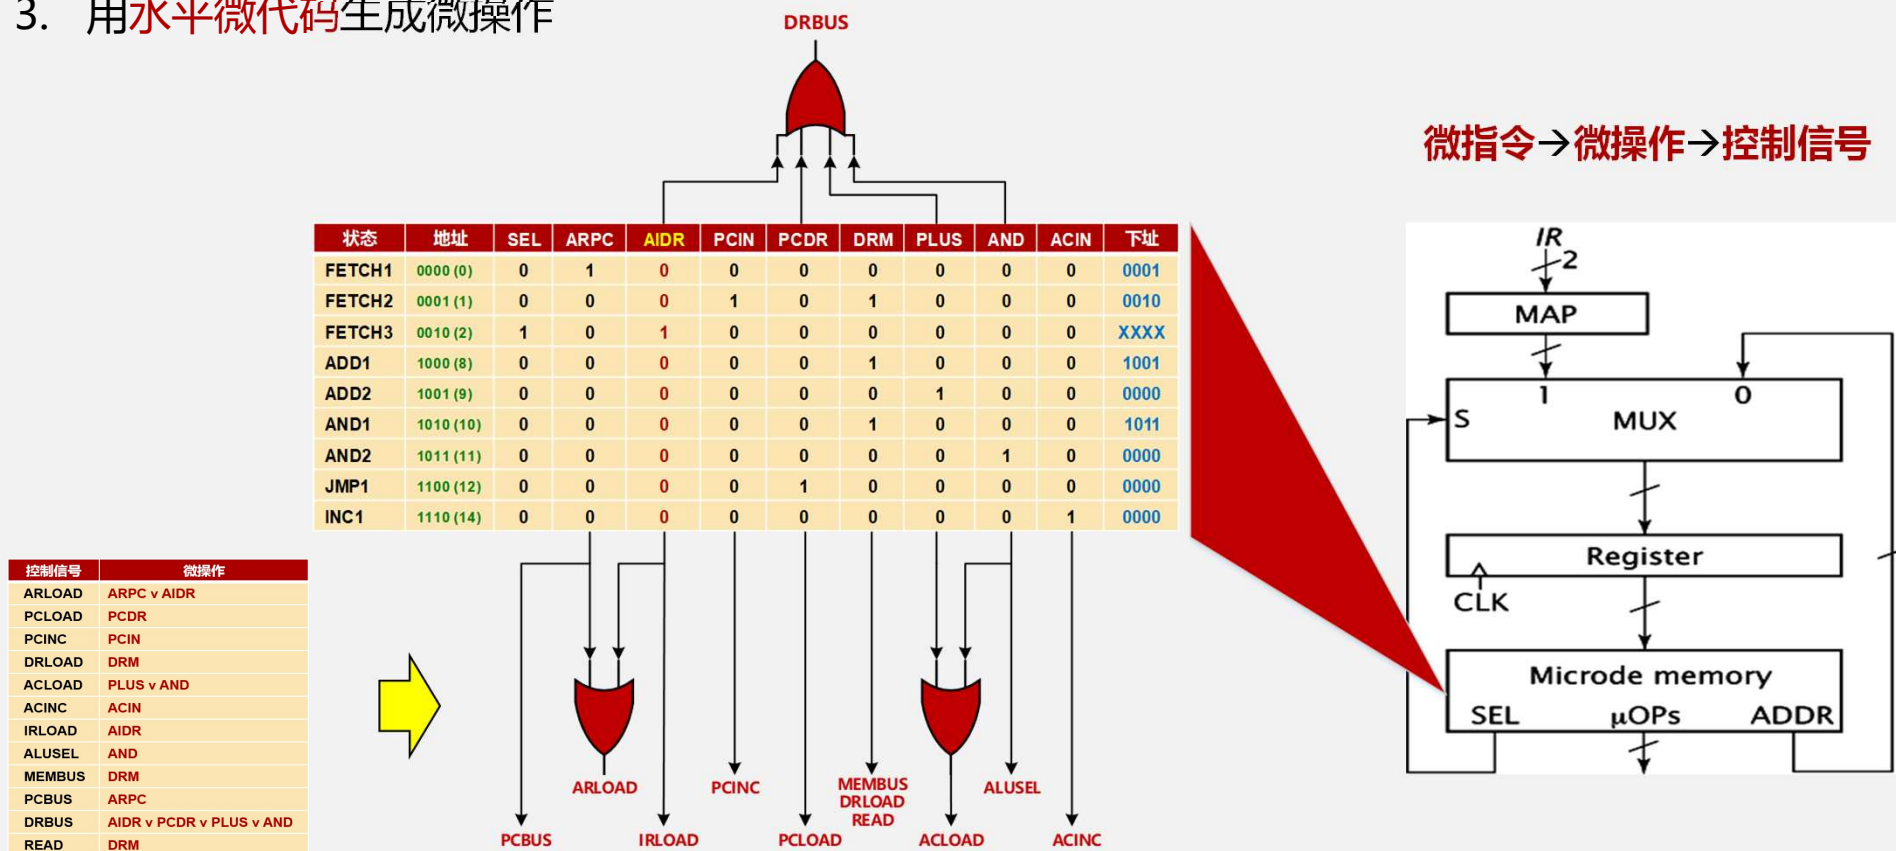 3. 用水平微代码生成微操作
DRBUS
微指令→微操作→控制信号
状态 地址 SEL ARPC AIDR PCIN PCDR DRM PLUS AND ACIN 下址
FETCH1 0000 (0) 0 1 0 0 0 0 0 0 0 0001
FETCH2 0001 (1) 0 0 0 1 0 1 0 0 0 0010
FETCH3 0010 (2) 1 0 1 0 0 0 0 0 0 XXXX
ADD1 1000 (8) 0 0 0 0 0 1 0 0 0 1001
ADD2 1001 (9) 0 0 0 0 0 0 1 0 0 0000
AND1 1010 (10) 0 0 0 0 0 1 0 0 0 1011
AND2 1011 (11) 0 0 0 0 0 0 0 1 0 0000
JMP1 1100 (12) 0 0 0 0 1 0 0 0 0 0000
INC1 1110 (14) 0 0 0 0 0 0 0 0 1 0000
控制信号 微操作
ARLOAD ARPC v AIDR
PCLOAD PCDR
PCINC PCIN
DRLOAD DRM
ACLOAD PLUS v AND
ACINC ACIN
IRLOAD AIDR
ALUSEL AND
MEMBUS DRM
PCBUS ARPC
DRBUS AIDR v PCDR v PLUS v AND
READ DRM
ARLOAD
PCINC
MEMBUS
DRLOAD
READ
ALUSEL
PCBUS
IRLOAD
PCLOAD
ACLOAD
ACINC
IR
2
MAP
1 0
S MUX
Register
CLK
Microde memory
SEL μOPs ADDR